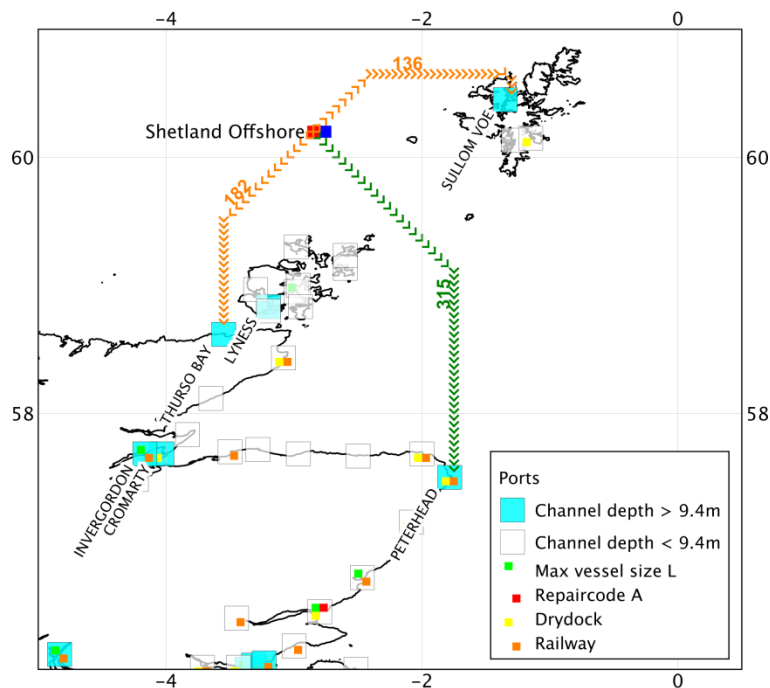 -4 -2 0
136
Shetland Offshore
SULLOM VOE
60 60
182
315
LYNESS
THURSO BAY
58 58
INVERGORDON
CROMARTY
PETERHEAD
Ports
Channel depth > 9.4m
Channel depth < 9.4m
Max vessel size L
Repaircode A
Drydock
Railway
-4 -2 0